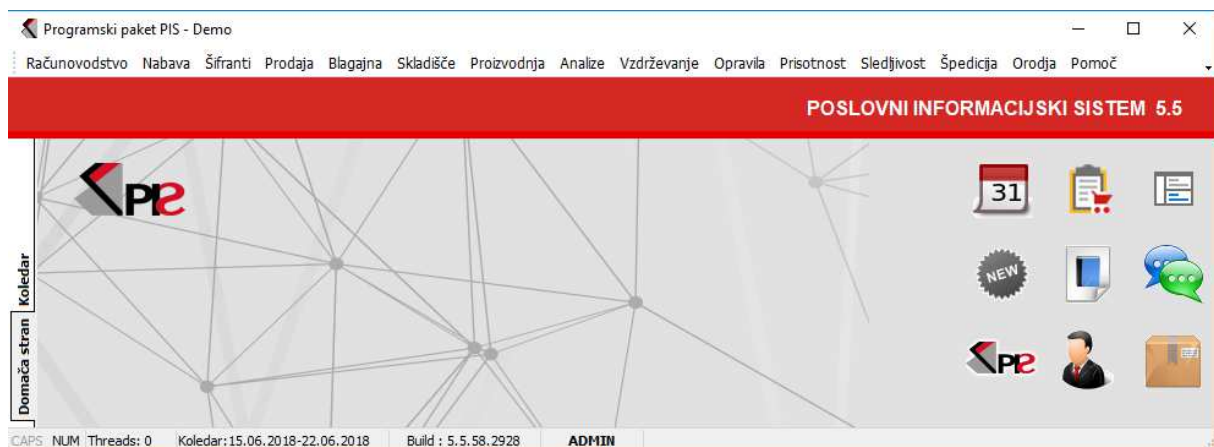 Programski paket PIS - Demo
Računovodstvo Nabava Šifranti Prodaja Blagajna Skladišče Proizvodnja Analize Vzdrževanje Opravila Prisotnost Sledljivost Špedicija Orodja Pomoč
POSLOVNI INFORMACIJSKI SISTEM 5.5
PIS
31
NEW
PIS
Koledar
Domača stran
CAPS NUM Threads: 0 Koledar:15.06.2018-22.06.2018 Build : 5.5.58.2928 ADMIN